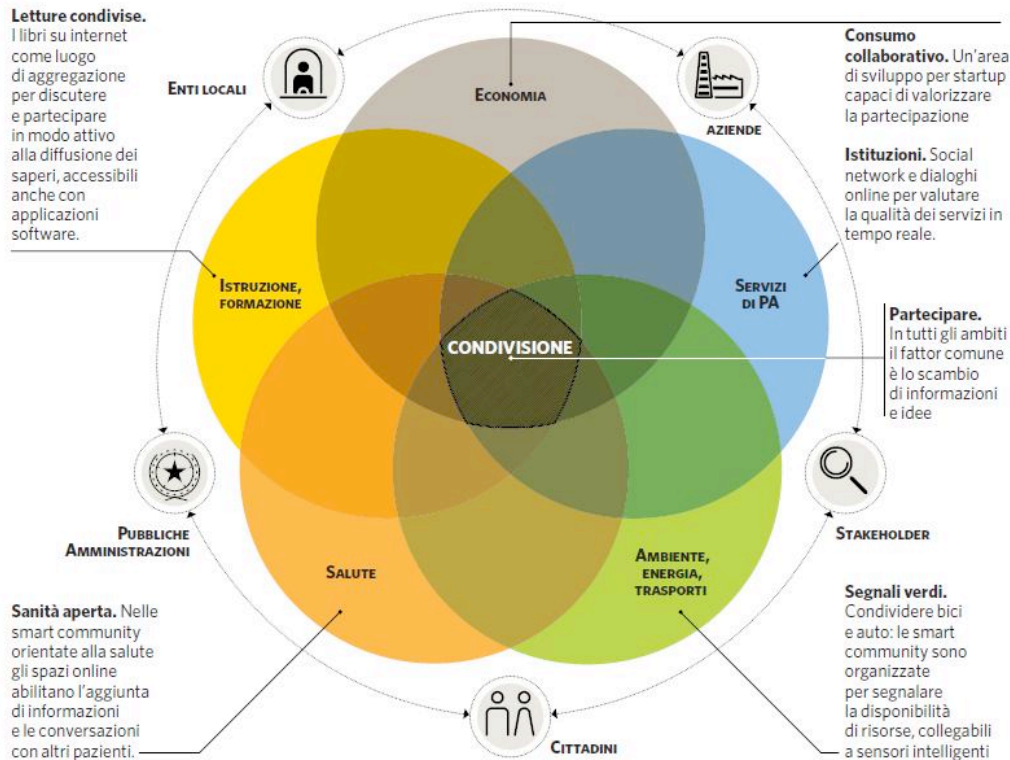 Letture condivise.
I libri su internet
come luogo
di aggregazione
per discutere
e partecipare
in modo attivo
alla diffusione dei
saperi, accessibili
anche con
applicazioni
software.
ENTI LOCALI
ECONOMIA
AZIENDE
Consumo
collaborativo. Un'area
di sviluppo per startup
capaci di valorizzare
la partecipazione
Istituzioni. Social
network e dialoghi
online per valutare
la qualità dei servizi in
tempo reale.
ISTRUZIONE,
FORMAZIONE
SERVIZI
DI PA
CONDIVISIONE
Partecipare.
In tutti gli ambiti
il fattor comune
è lo scambio
di informazioni
e idee
PUBBLICHE
AMMINISTRAZIONI
STAKEHOLDER
SALUTE
AMBIENTE,
ENERGIA,
TRASPORTI
Sanità aperta. Nelle
smart community
orientate alla salute
gli spazi online
abilitano l'aggiunta
di informazioni
e le conversazioni
con altri pazienti.
CITTADINI
Segnali verdi.
Condividere bici
e auto: le smart
community sono
organizzate
per segnalare
la disponibilità
di risorse, collegabili
a sensori intelligenti